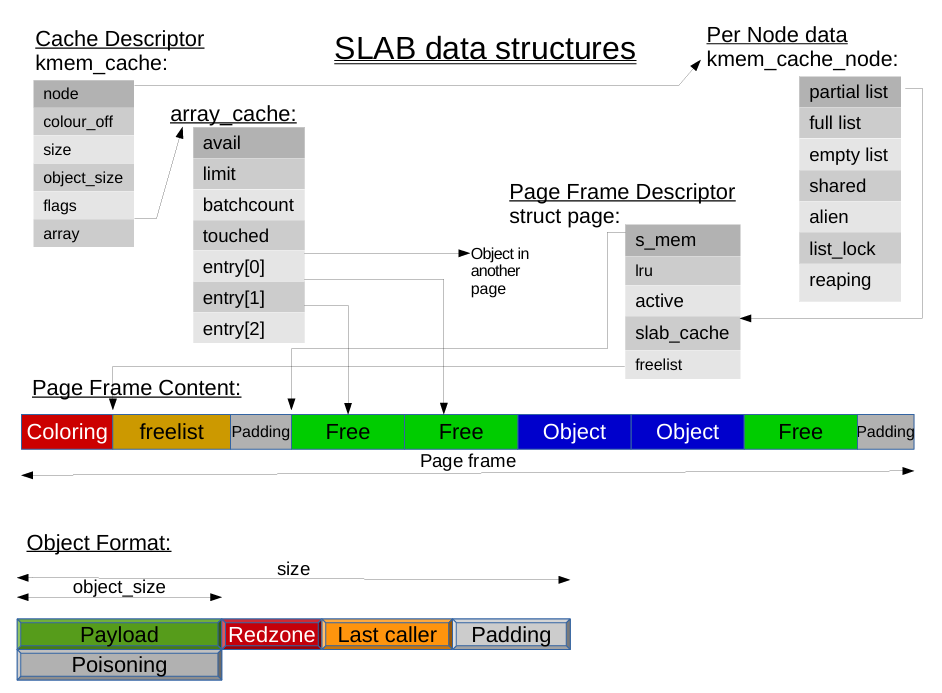 SLAB data structures
Cache Descriptor
kmem_cache:
node
colour_off
size
object_size
flags
array
array_cache:
avail
limit
batchcount
touched
entry[0]
entry[1]
entry[2]
Object in
another
page
Page Frame Descriptor
struct page:
s_mem
lru
active
slab_cache
freelist
Per Node data
kmem_cache_node:
partial list
full list
empty list
shared
alien
list_lock
reaping
Page Frame Content:
Coloring freelist Padding Free Free Object Object Free Padding
Page frame
Object Format:
size
object_size
Payload Redzone Last caller Padding
Poisoning